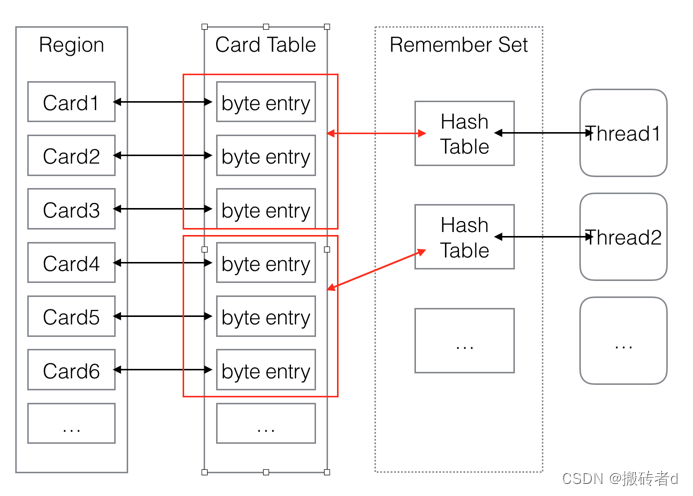 Region
Card Table
Remember Set
Card1
byte entry
Hash
Table
Thread1
Card2
byte entry
Card3
byte entry
Hash
Table
Thread2
Card4
byte entry
Card5
byte entry
...
...
Card6
byte entry
...
...
CSDN @搬砖者d